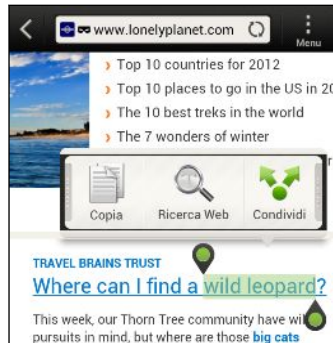 www.lonelyplanet.com
Menu
Top 10 countries for 2012
Top 10 places to go in the US in 20
The 10 best treks in the world
The 7 wonders of winter
Copia
Ricerca Web
Condividi
TRAVEL BRAINS TRUST
Where can I find a wild leopard?
This week, our Thorn Tree community have
pursuits in mind, but where are those big cats